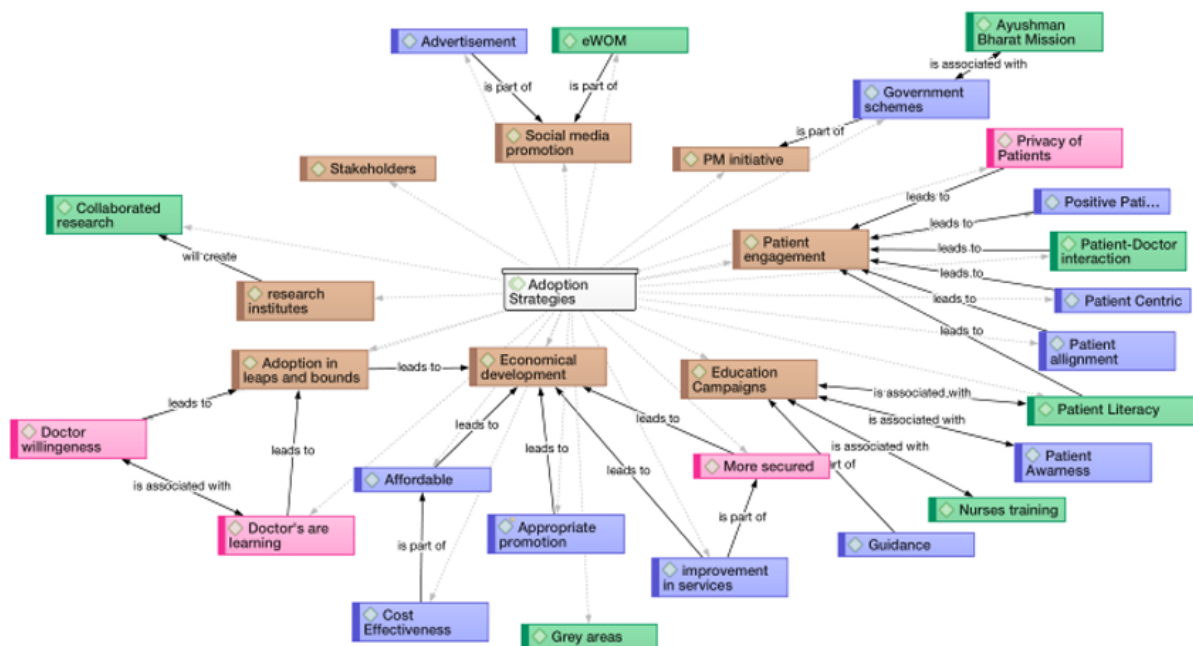 Ayushman
Bharat Mission
Advertisement
eWOM
is associated with
Government
schemes
is part of
is part of
is part of
Social media
promotion
PM initiative
Privacy of
Patients
Stakeholders
leads to
Collaborated
research
Positive Pati...
leads to
Patient
engagement
leads to
Patient-Doctor
interaction
will create
leads to
Adoption
Strategies
research
institutes
Patient Centric
leads to
leads to
Patient
allignment
Adoption in
leaps and bounds
leads to
Economical
development
Education
Campaigns
is associated with
Patient Literacy
leads to
is associated with
Doctor
willingeness
leads to
leads to
is associated with
leads to
leads to
leads to
More secured
part of
Patient
Awarness
is associated with
Affordable
Nurses training
Doctor's are
learning
Appropriate
promotion
is part of
Guidance
is part of
improvement
in services
Cost
Effectiveness
Grey areas